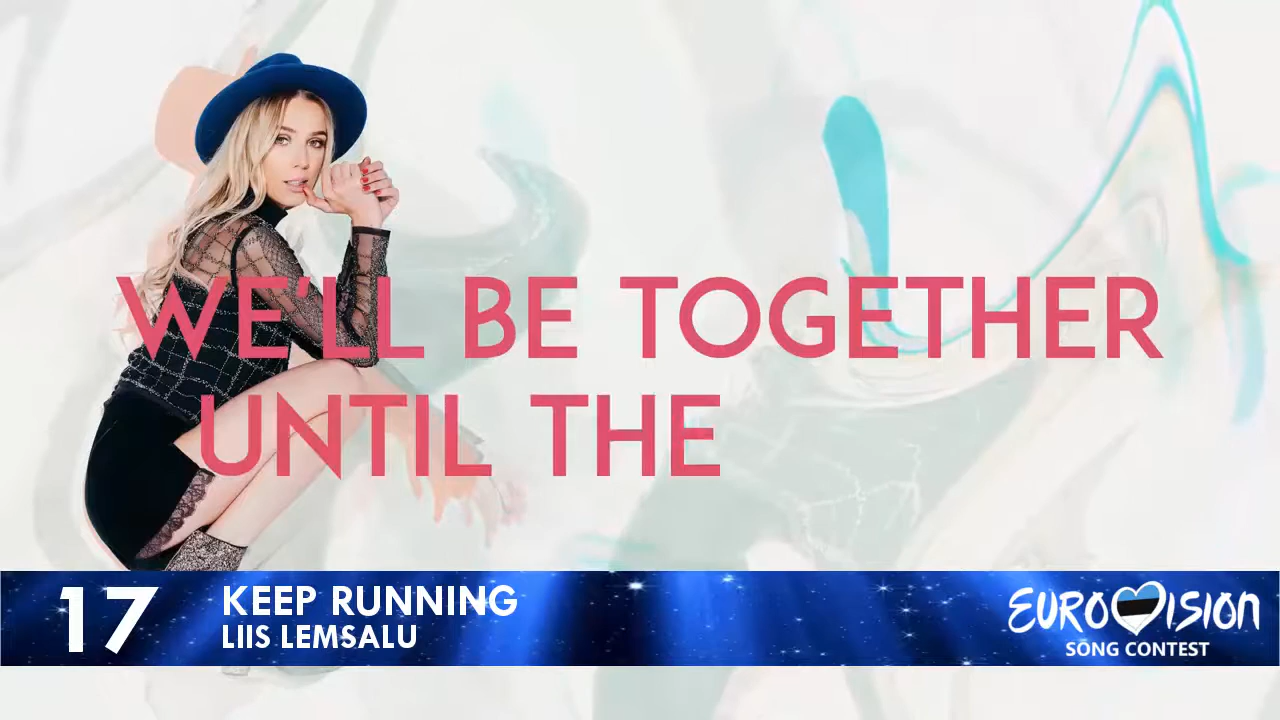 WE'LL BE TOGETHER
UNTIL THE
17
KEEP RUNNING
LIIS LEMSALU
EUROVISION
SONG CONTEST